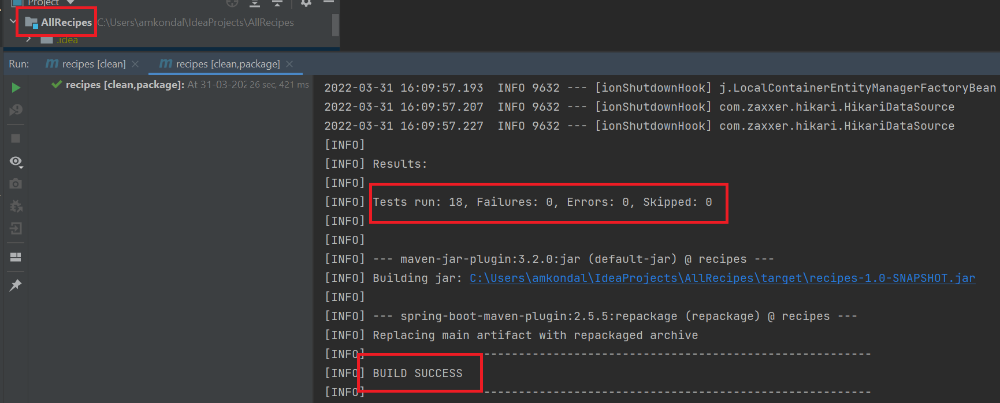 Project
AllRecipes C:\Users\amkondal\IdeaProjects\AllRecipes
.idea
Run: m recipes [clean] × m recipes [clean,package] ×
recipes [clean,package]: At 31-03-202 26 sec, 421 ms
2022-03-31 16:09:57.193  INFO 9632 --- [ionShutdownHook] j.LocalContainerEntityManagerFactoryBean
2022-03-31 16:09:57.207  INFO 9632 --- [ionShutdownHook] com.zaxxer.hikari.HikariDataSource
2022-03-31 16:09:57.227  INFO 9632 --- [ionShutdownHook] com.zaxxer.hikari.HikariDataSource
[INFO]
[INFO] Results:
[INFO]
[INFO] Tests run: 18, Failures: 0, Errors: 0, Skipped: 0
[INFO]
[INFO]
[INFO] --- maven-jar-plugin:3.2.0:jar (default-jar) @ recipes ---
[INFO] Building jar: C:\Users\amkondal\IdeaProjects\AllRecipes\target\recipes-1.0-SNAPSHOT.jar
[INFO]
[INFO] --- spring-boot-maven-plugin:2.5.5:repackage (repackage) @ recipes ---
[INFO] Replacing main artifact with repackaged archive
[INFO] --------------------------------------------------------
[INFO] BUILD SUCCESS
[INFO] --------------------------------------------------------